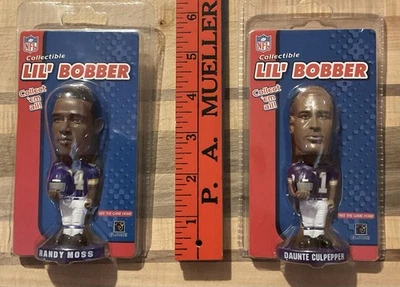 NFL
Collectible
LIL' BOBBER
Collect
'em
all!
RANDY MOSS
1 2 3 4 5 6
P. A. MUELLER
NFL
Collectible
LIL' BOBBER
Collect
'em
all!
1
DAUNTE CULPEPPER